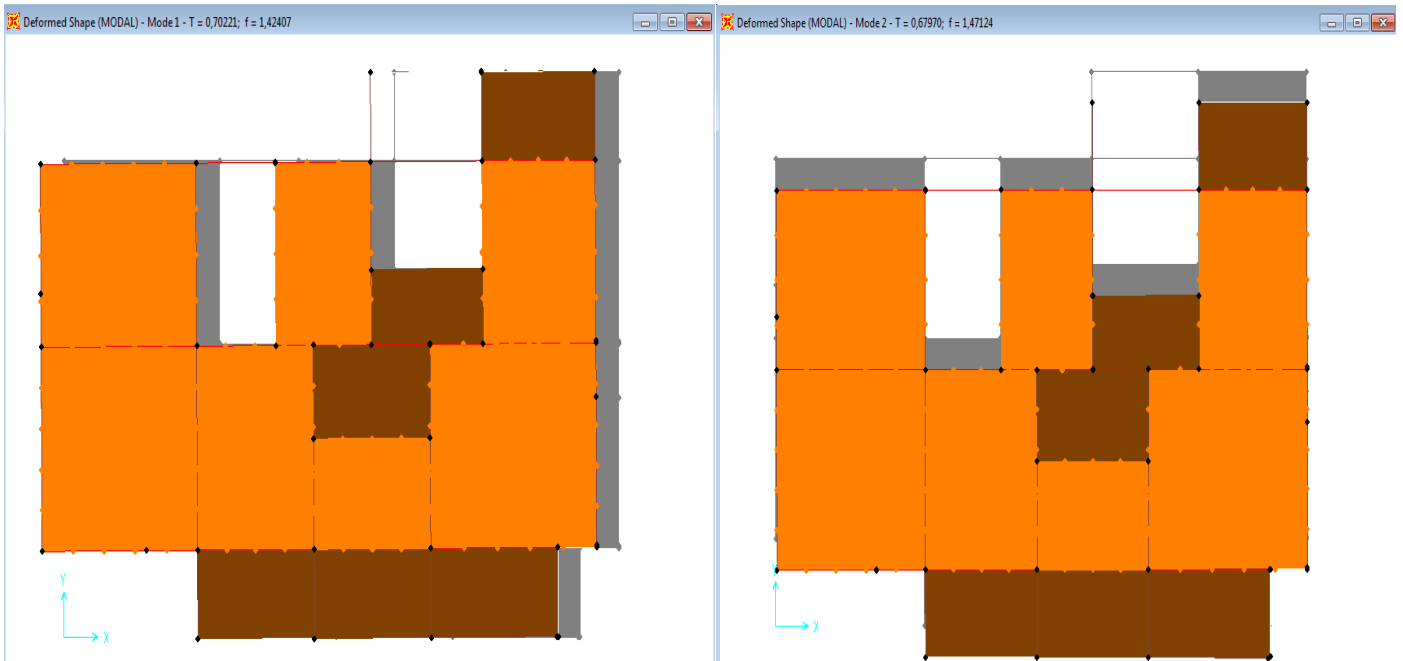 Deformed Shape (MODAL) - Mode 1 - T = 0,70221; f = 1,42407
Deformed Shape (MODAL) - Mode 2 - T = 0,67970; f = 1,47124
Y
X
X